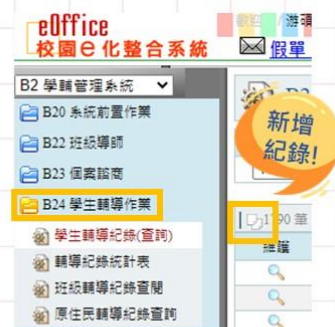 eOffice
校園e化整合系統
假單
B2 學輔管理系統
B20 系統前置作業
B22 班級導師
B23 個案諮商
B24 學生輔導作業
學生輔導紀錄(查詢)
輔導紀錄統計表
班級輔導紀錄查閱
原住民輔導紀錄查詢
新增
紀錄!
790 筆
維護